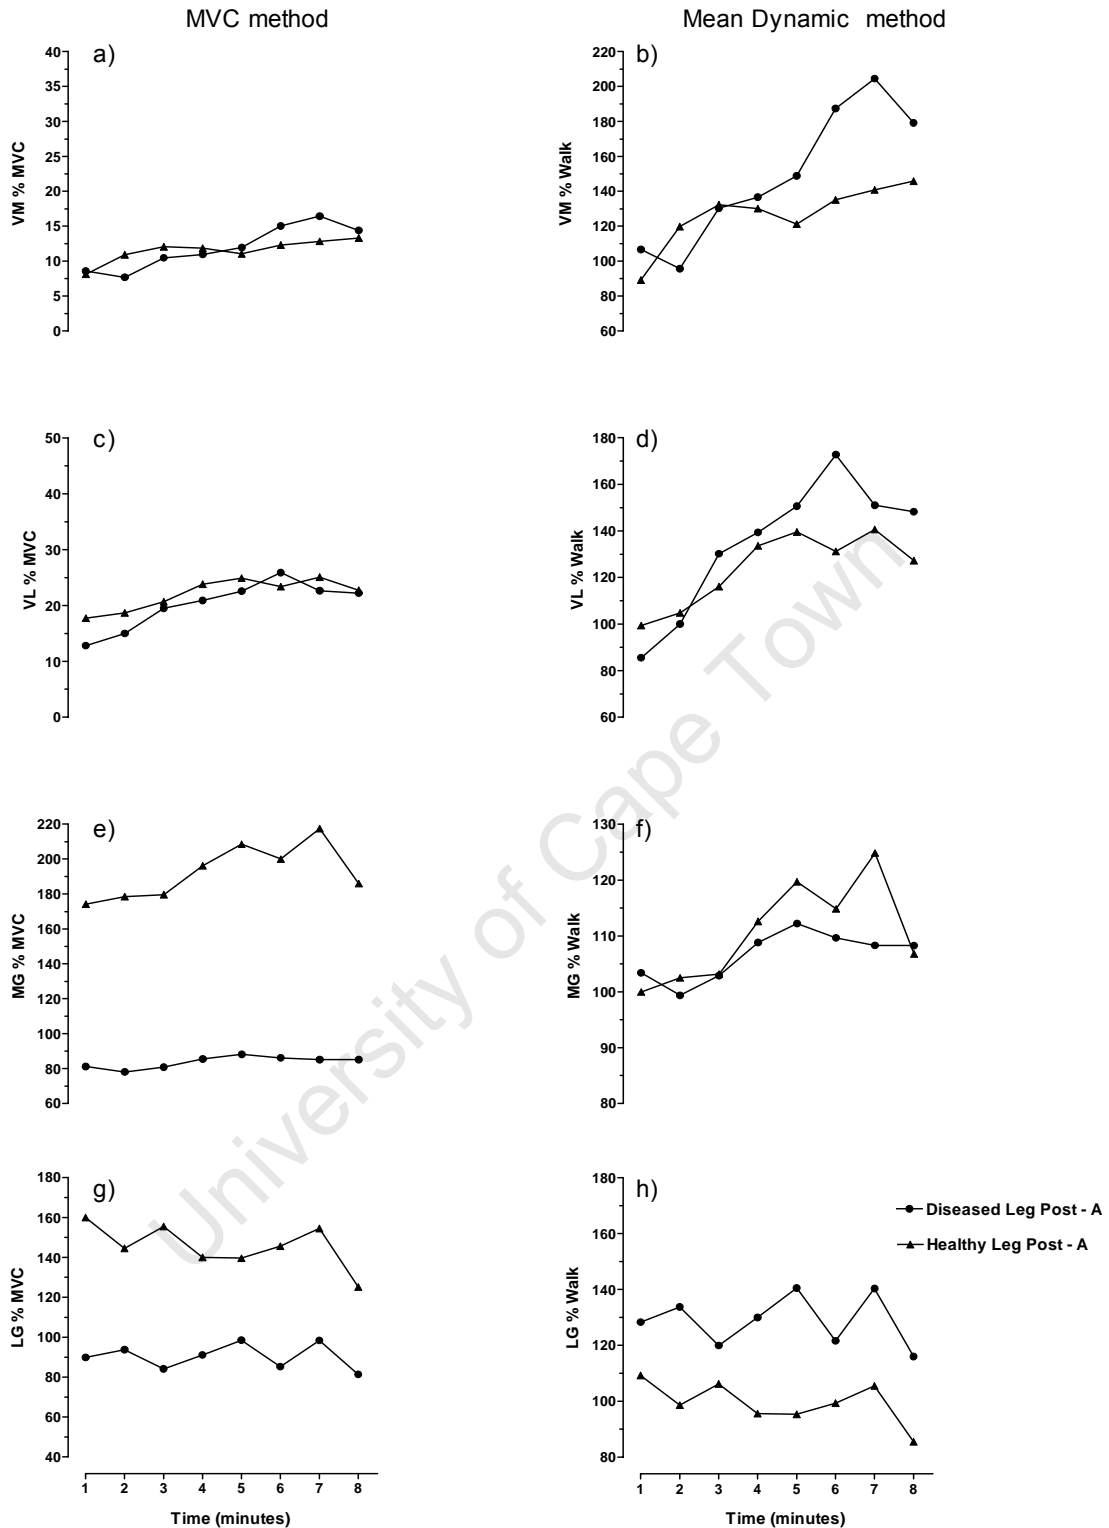 MVC method
Mean Dynamic method
a)
VM % MVC
40
35
30
25
20
15
10
5
0
b)
VM % Walk
220
200
180
160
140
120
100
80
60
c)
VL % MVC
50
40
30
20
10
0
d)
VL % Walk
180
160
140
120
100
80
60
e)
MG % MVC
220
200
180
160
140
120
100
80
60
f)
MG % Walk
130
120
110
100
90
80
g)
LG % MVC
180
160
140
120
100
80
60
40
1 2 3 4 5 6 7 8
Time (minutes)
h)
LG % Walk
180
160
140
120
100
80
1 2 3 4 5 6 7 8
Time (minutes)
Diseased Leg Post - A
Healthy Leg Post - A
University of Cape Town